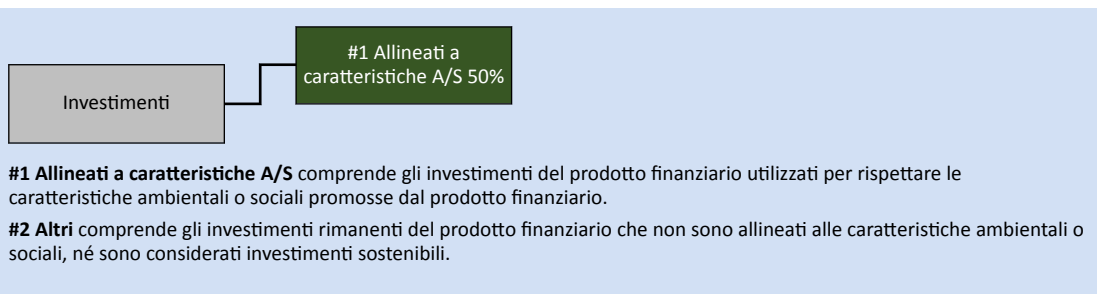 #1 Allineati a
caratteristiche A/S 50%
Investimenti
#1 Allineati a caratteristiche A/S comprende gli investimenti del prodotto finanziario utilizzati per rispettare le
caratteristiche ambientali o sociali promosse dal prodotto finanziario.
#2 Altri comprende gli investimenti rimanenti del prodotto finanziario che non sono allineati alle caratteristiche ambientali o
sociali, né sono considerati investimenti sostenibili.